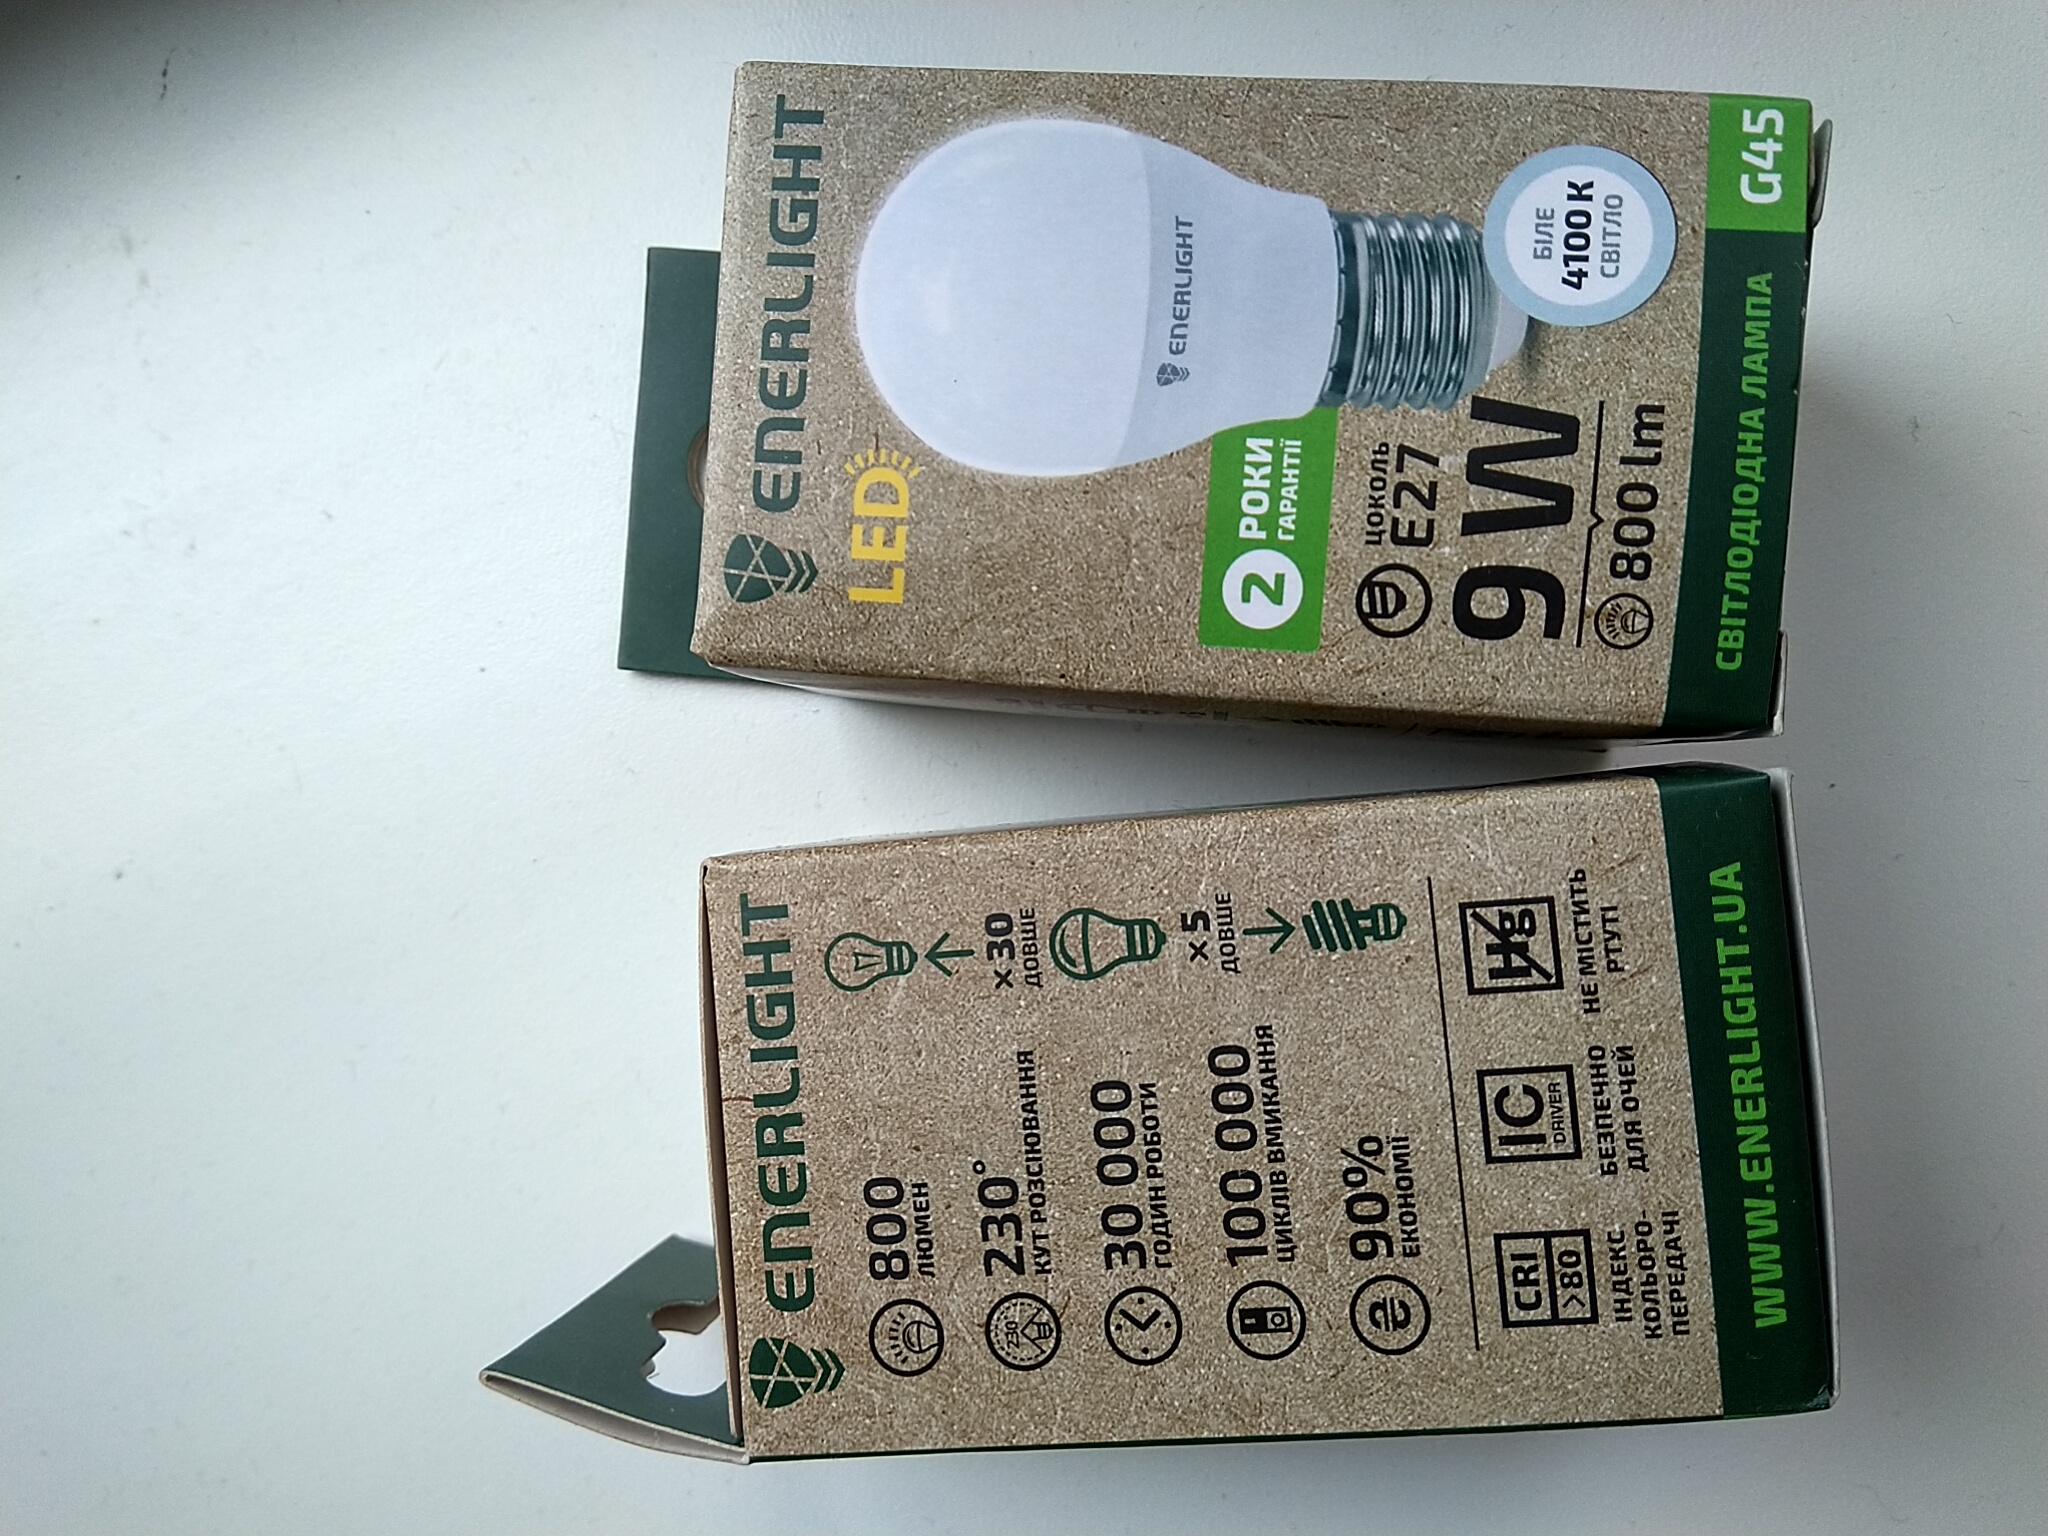 ENERLIGHT
LED
ENERLIGHT
2 РОКИ
ГАРАНТІЇ
ЦОКОЛЬ
E27
9W
800 lm
БІЛЕ
4100 K
СВІТЛО
СВІТЛОДІОДНА ЛАМПА
G45
ENERLIGHT
800
ЛЮМЕН
230
230°
КУТ РОЗСІЮВАННЯ
30 000
ГОДИН РОБОТИ
100 000
ЦИКЛІВ ВМИКАННЯ
₴
90%
ЕКОНОМІЇ
×30
ДОВШЕ
×5
ДОВШЕ
CRI
>80
ІНДЕКС
КОЛЬОРО-
ПЕРЕДАЧІ
IC
DRIVER
БЕЗПЕЧНО
ДЛЯ ОЧЕЙ
Hg
НЕ МІСТИТЬ
РТУТІ
WWW.ENERLIGHT.UA